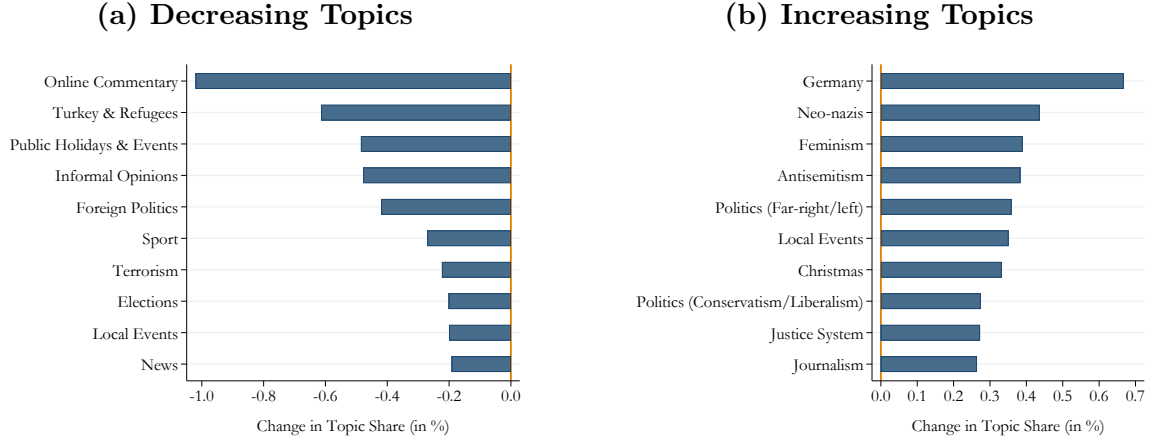 (a) Decreasing Topics
Online Commentary
Turkey & Refugees
Public Holidays & Events
Informal Opinions
Foreign Politics
Sport
Terrorism
Elections
Local Events
News
-1.0 -0.8 -0.6 -0.4 -0.2 0.0
Change in Topic Share (in %)
(b) Increasing Topics
Germany
Neo-nazis
Feminism
Antisemitism
Politics (Far-right/left)
Local Events
Christmas
Politics (Conservatism/Liberalism)
Justice System
Journalism
0.0 0.1 0.2 0.3 0.4 0.5 0.6 0.7
Change in Topic Share (in %)